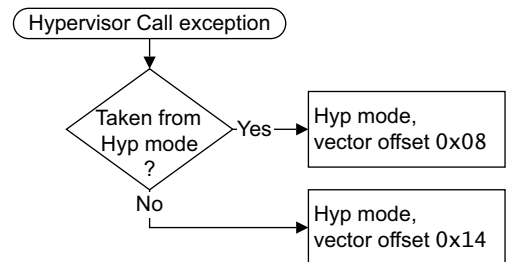 Hypervisor Call exception
Taken from
Hyp mode
?
Yes
Hyp mode,
vector offset 0x08
No
Hyp mode,
vector offset 0x14